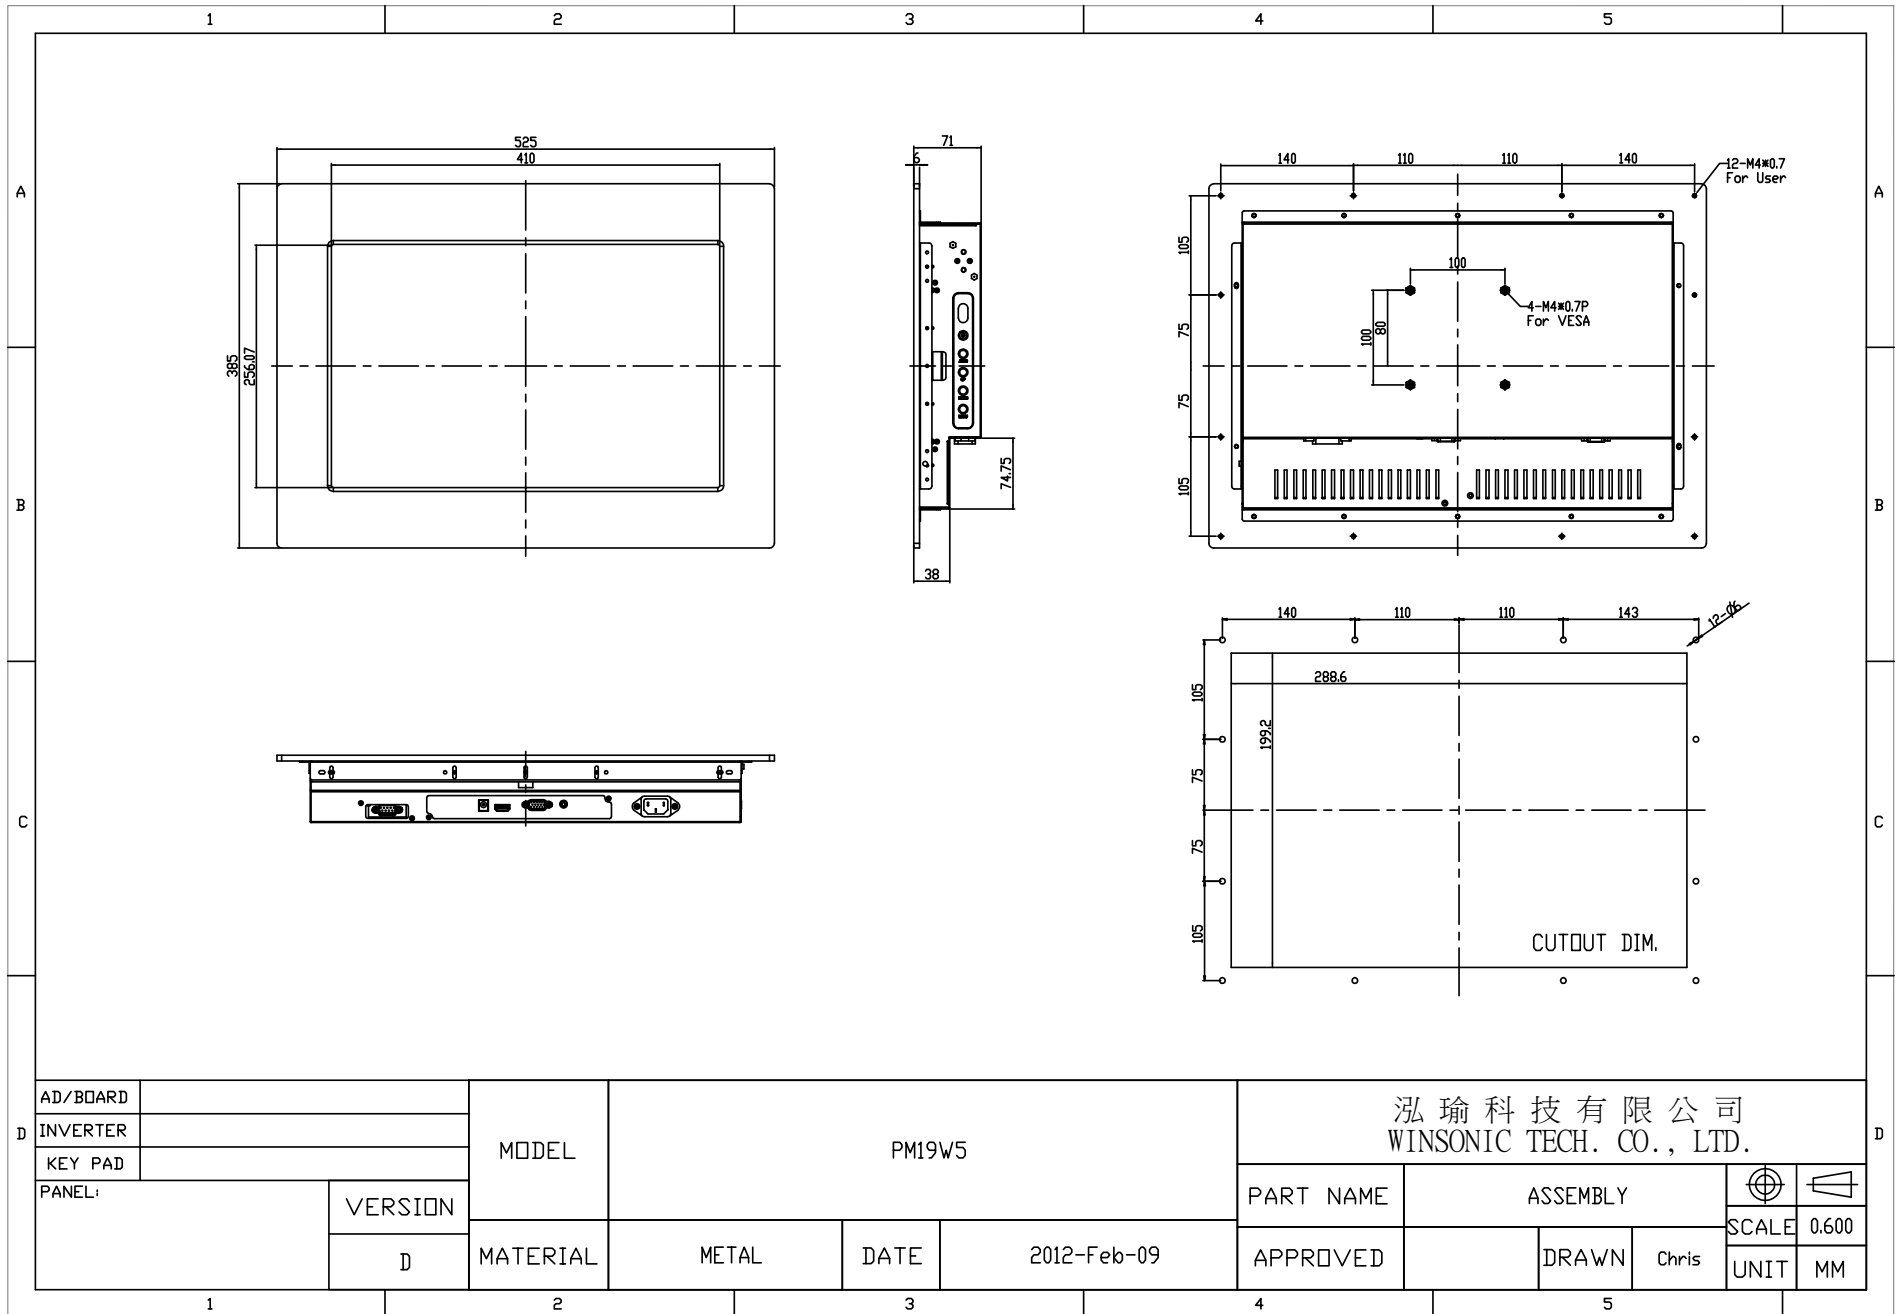 1 2 3 4 5
A A
B B
C C
D D
525
410
385
256.07
71
6
74.75
38
140 110 110 140
12-M4*0.7
For User
105
75
75
105
100
100
80
4-M4*0.7P
For VESA
140 110 110 143
12-Ø6
105
75
75
105
288.6
199.2
CUTOUT DIM.
AD/BOARD
INVERTER
KEY PAD
PANEL:
VERSION
D
MODEL
PM19W5
MATERIAL
METAL
DATE
2012-Feb-09
泓瑜科技有限公司
WINSONIC TECH. CO., LTD.
PART NAME
ASSEMBLY
APPROVED
DRAWN
Chris
SCALE
0.600
UNIT
MM
1 2 3 4 5